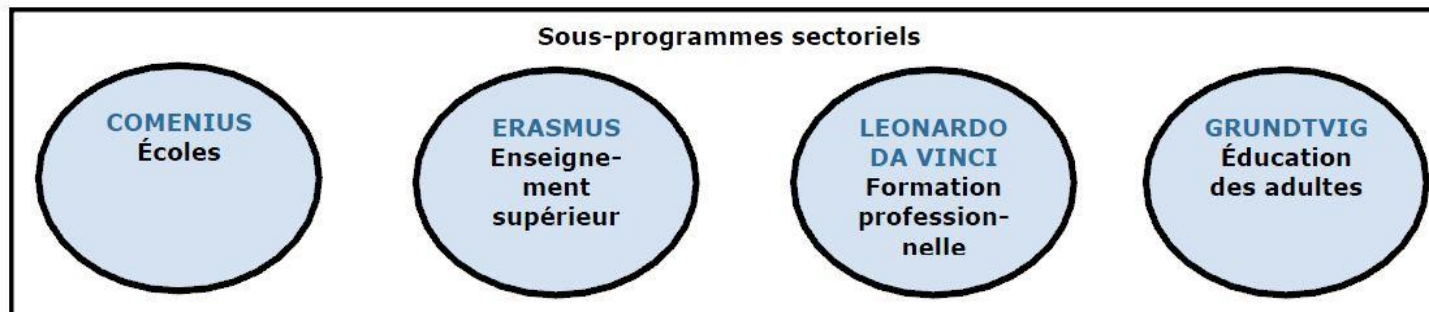 Sous-programmes sectoriels
COMENIUS
Écoles
ERASMUS
Enseigne-
ment
supérieur
LEONARDO
DA VINCI
Formation
profession-
nelle
GRUNDTVIG
Éducation
des adultes